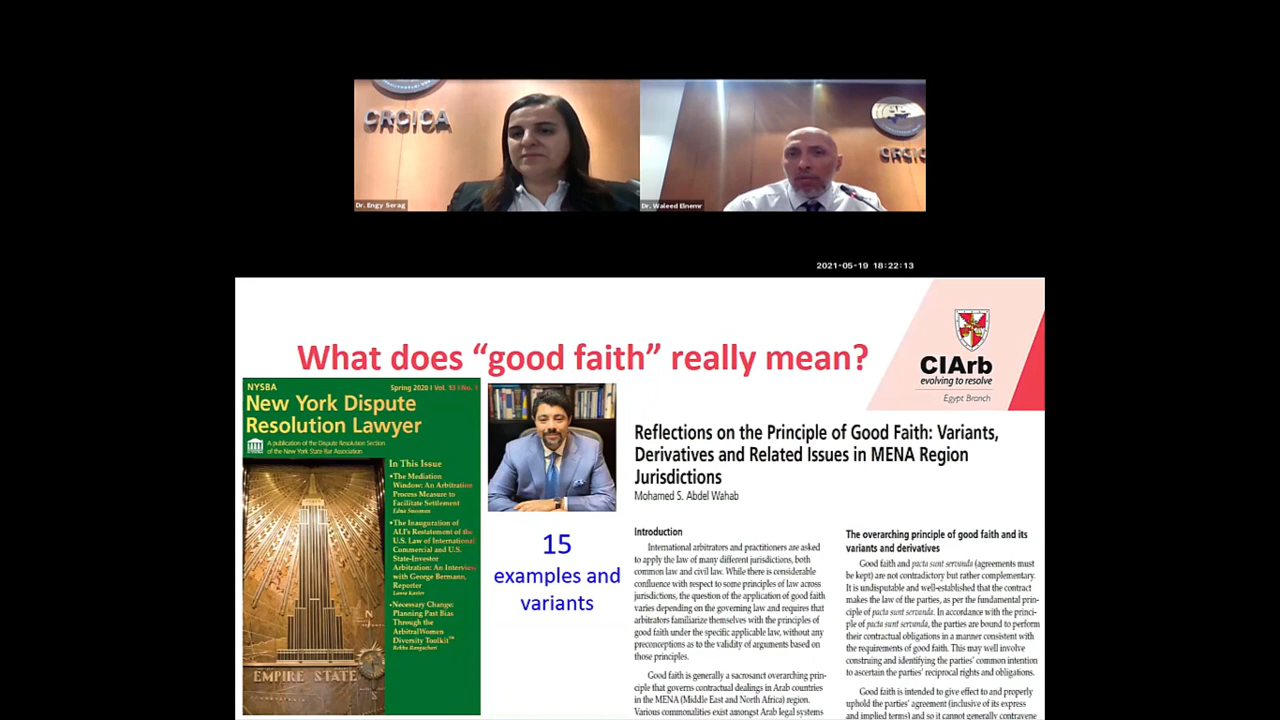 CRCICA
CRCIC
Dr. Engy Serag
Dr. Waleed Elnemr
2021-05-19 18:22:13
What does “good faith” really mean?
CIArb
evolving to resolve
Egypt Branch
NYSBA
Spring 2020 | Vol. 13 | No. 1
New York Dispute
Resolution Lawyer
A publication of the Dispute Resolution Section
of the New York State Bar Association
In This Issue
•The Mediation
Window: An Arbitration
Process Measure to
Facilitate Settlement
Edna Sussman
•The Inauguration of
ALI's Restatement of the
U.S. Law of International
Commercial and U.S.
State-Investor
Arbitration: An Interview
with George Bermann,
Reporter
•Necessary Change:
Planning Past Bias
Through the
ArbitralWomen
Diversity Toolkit™
Rekha Rangachari
EMPIRE STATE
15
examples and
variants
Reflections on the Principle of Good Faith: Variants,
Derivatives and Related Issues in MENA Region
Jurisdictions
Mohamed S. Abdel Wahab
Introduction
International arbitrators and practitioners are asked
to apply the law of many different jurisdictions, both
common law and civil law. While there is considerable
confluence with respect to some principles of law across
jurisdictions, the question of the application of good faith
varies depending on the governing law and requires that
arbitrators familiarize themselves with the principles of
good faith under the specific applicable law, without any
preconceptions as to the validity of arguments based on
those principles.
Good faith is generally a sacrosanct overarching prin-
ciple that governs contractual dealings in Arab countries
in the MENA (Middle East and North Africa) region.
Various commonalities exist amongst Arab legal systems
The overarching principle of good faith and its
variants and derivatives
Good faith and pacta sunt servanda (agreements must
be kept) are not contradictory but rather complementary.
It is undisputed and well-established that the contract
makes the law of the parties, as per the fundamental prin-
ciple of pacta sunt servanda. In accordance with the princi-
ple of pacta sunt servanda, the parties are bound to perform
their contractual obligations in a manner consistent with
the requirements of good faith. This may well involve
construing and identifying the parties' common intention
to ascertain the parties' reciprocal rights and obligations.
Good faith is intended to give effect to and properly
uphold the parties' agreement (inclusive of its express
and implied terms) and so it cannot generally contravene